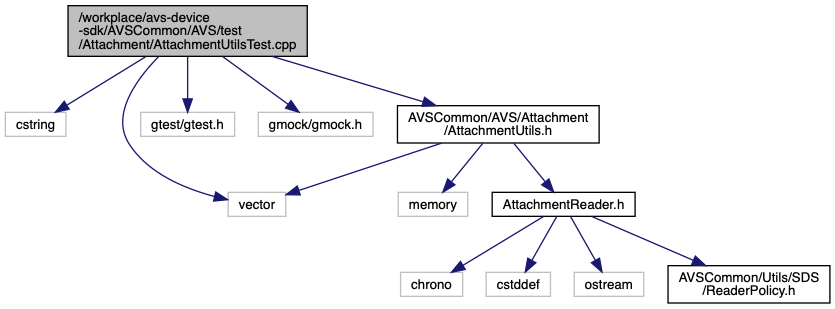 /workplace/avs-device
-sdk/AVSCommon/AVS/test
/Attachment/AttachmentUtilsTest.cpp
cstring
gtest/gtest.h
gmock/gmock.h
AVSCommon/AVS/Attachment
/AttachmentUtils.h
vector
memory
AttachmentReader.h
chrono
cstddef
ostream
AVSCommon/Utils/SDS
/ReaderPolicy.h